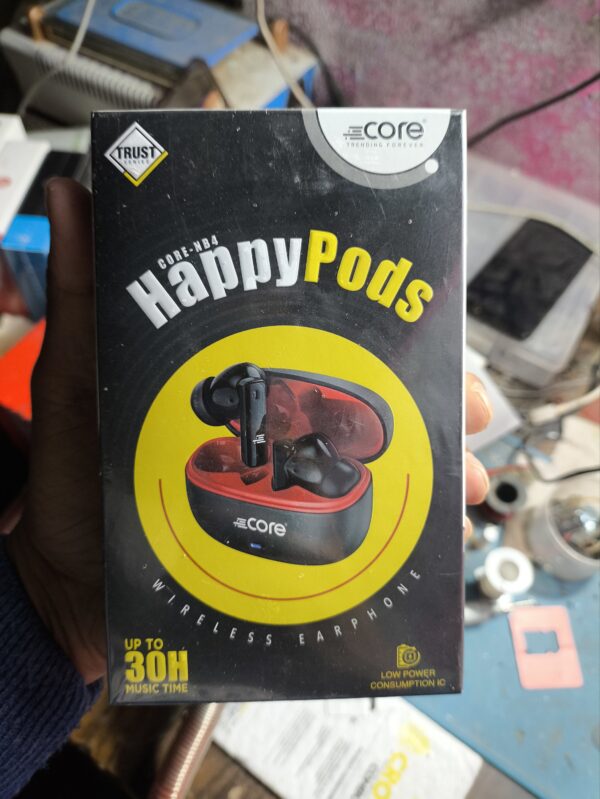 TRUST
SERIES
CORE
TRENDING FOREVER
CORE-NB4
HappyPods
CORE
WIRELESS EARPHONE
UP TO
30H
MUSIC TIME
LOW POWER
CONSUMPTION IC
CRO